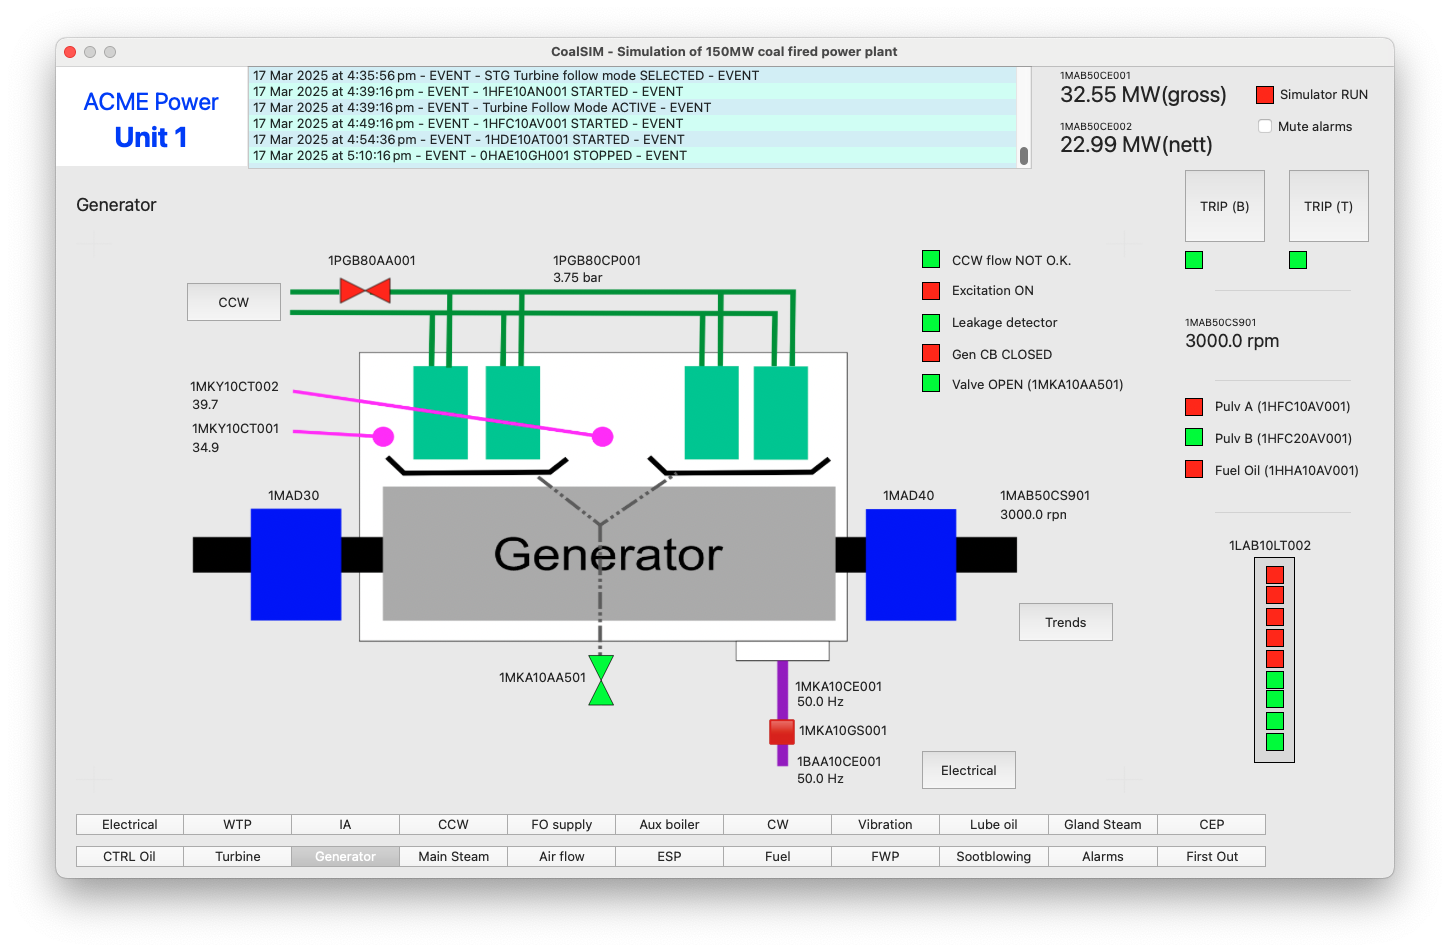 CoalSIM - Simulation of 150MW coal fired power plant
ACME Power
Unit 1
17 Mar 2025 at 4:35:56 pm - EVENT - STG Turbine follow mode SELECTED - EVENT
17 Mar 2025 at 4:39:16 pm - EVENT - 1HFE10AN001 STARTED - EVENT
17 Mar 2025 at 4:39:16 pm - EVENT - Turbine Follow Mode ACTIVE - EVENT
17 Mar 2025 at 4:49:16 pm - EVENT - 1HFC10AV001 STARTED - EVENT
17 Mar 2025 at 4:54:36 pm - EVENT - 1HDE10AT001 STARTED - EVENT
17 Mar 2025 at 5:10:16 pm - EVENT - 0HAE10GH001 STOPPED - EVENT
1MAB50CE001
32.55 MW(gross)
1MAB50CE002
22.99 MW(nett)
Simulator RUN
Mute alarms
TRIP (B)
TRIP (T)
Generator
1PGB80AA001
1PGB80CP001
3.75 bar
CCW
CCW flow NOT O.K.
Excitation ON
Leakage detector
Gen CB CLOSED
Valve OPEN (1MKA10AA501)
1MAB50CS901
3000.0 rpm
1MKY10CT002
39.7
1MKY10CT001
34.9
Pulv A (1HFC10AV001)
Pulv B (1HFC20AV001)
Fuel Oil (1HHA10AV001)
1MAD30
1MAD40
1MAB50CS901
3000.0 rpn
Generator
1LAB10LT002
Trends
1MKA10AA501
1MKA10CE001
50.0 Hz
1MKA10GS001
1BAA10CE001
50.0 Hz
Electrical
Electrical WTP IA CCW FO supply Aux boiler CW Vibration Lube oil Gland Steam CEP
CTRL Oil Turbine Generator Main Steam Air flow ESP Fuel FWP Sootblowing Alarms First Out